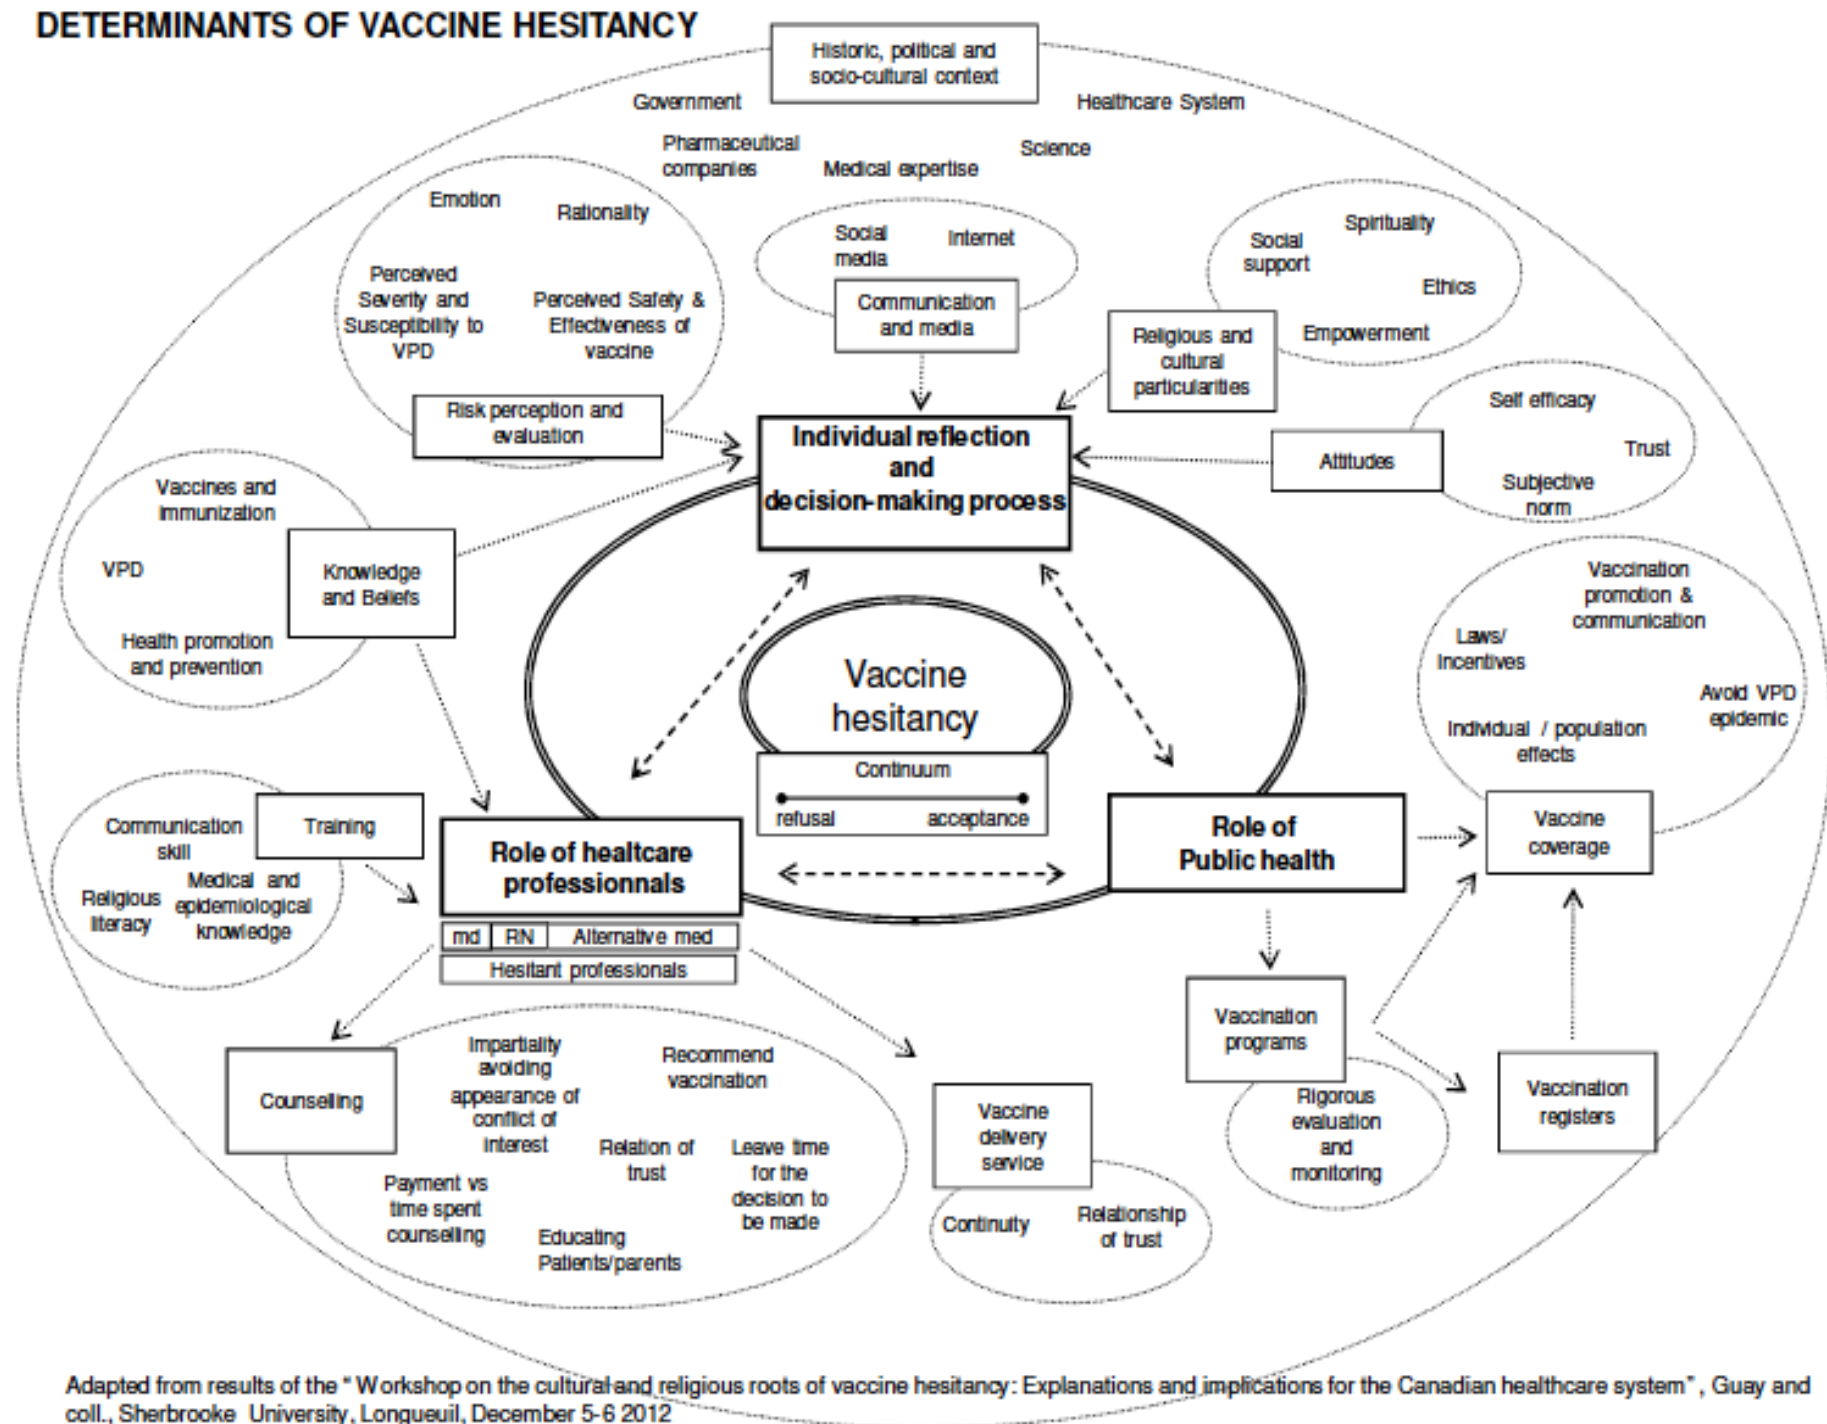 DETERMINANTS OF VACCINE HESITANCY
Historic, political and
socio-cultural context
Government
Healthcare System
Pharmaceutical
companies
Medical expertise
Science
Emotion
Rationality
Perceived
Severity and
Susceptibility to
VPD
Perceived Safety &
Effectiveness of
vaccine
Risk perception and
evaluation
Social
media
Internet
Communication
and media
Spirituality
Social
support
Ethics
Empowerment
Religious and
cultural
particularities
Self efficacy
Trust
Subjective
norm
Attitudes
Individual reflection
and
decision-making process
Vaccines and
immunization
VPD
Health promotion
and prevention
Knowledge
and Beliefs
Vaccine
hesitancy
Continuum
refusal
acceptance
Vaccination
promotion &
communication
Laws/
Incentives
Avoid VPD
epidemic
Individual / population
effects
Vaccine
coverage
Communication
skill
Religious
literacy
Medical and
epidemiological
knowledge
Training
Role of healtcare
professionnals
md
RN
Alternative med
Hesitant professionals
Role of
Public health
Vaccination
programs
Rigorous
evaluation
and
monitoring
Vaccination
registers
Counselling
Impartiality
avoiding
appearance of
conflict of
interest
Recommend
vaccination
Relation of
trust
Leave time
for the
decision to
be made
Payment vs
time spent
counselling
Educating
Patients/parents
Vaccine
delivery
service
Continuity
Relationship
of trust
Adapted from results of the " Workshop on the cultural and religious roots of vaccine hesitancy: Explanations and implications for the Canadian healthcare system" , Guay and
coll., Sherbrooke University, Longueuil, December 5-6 2012